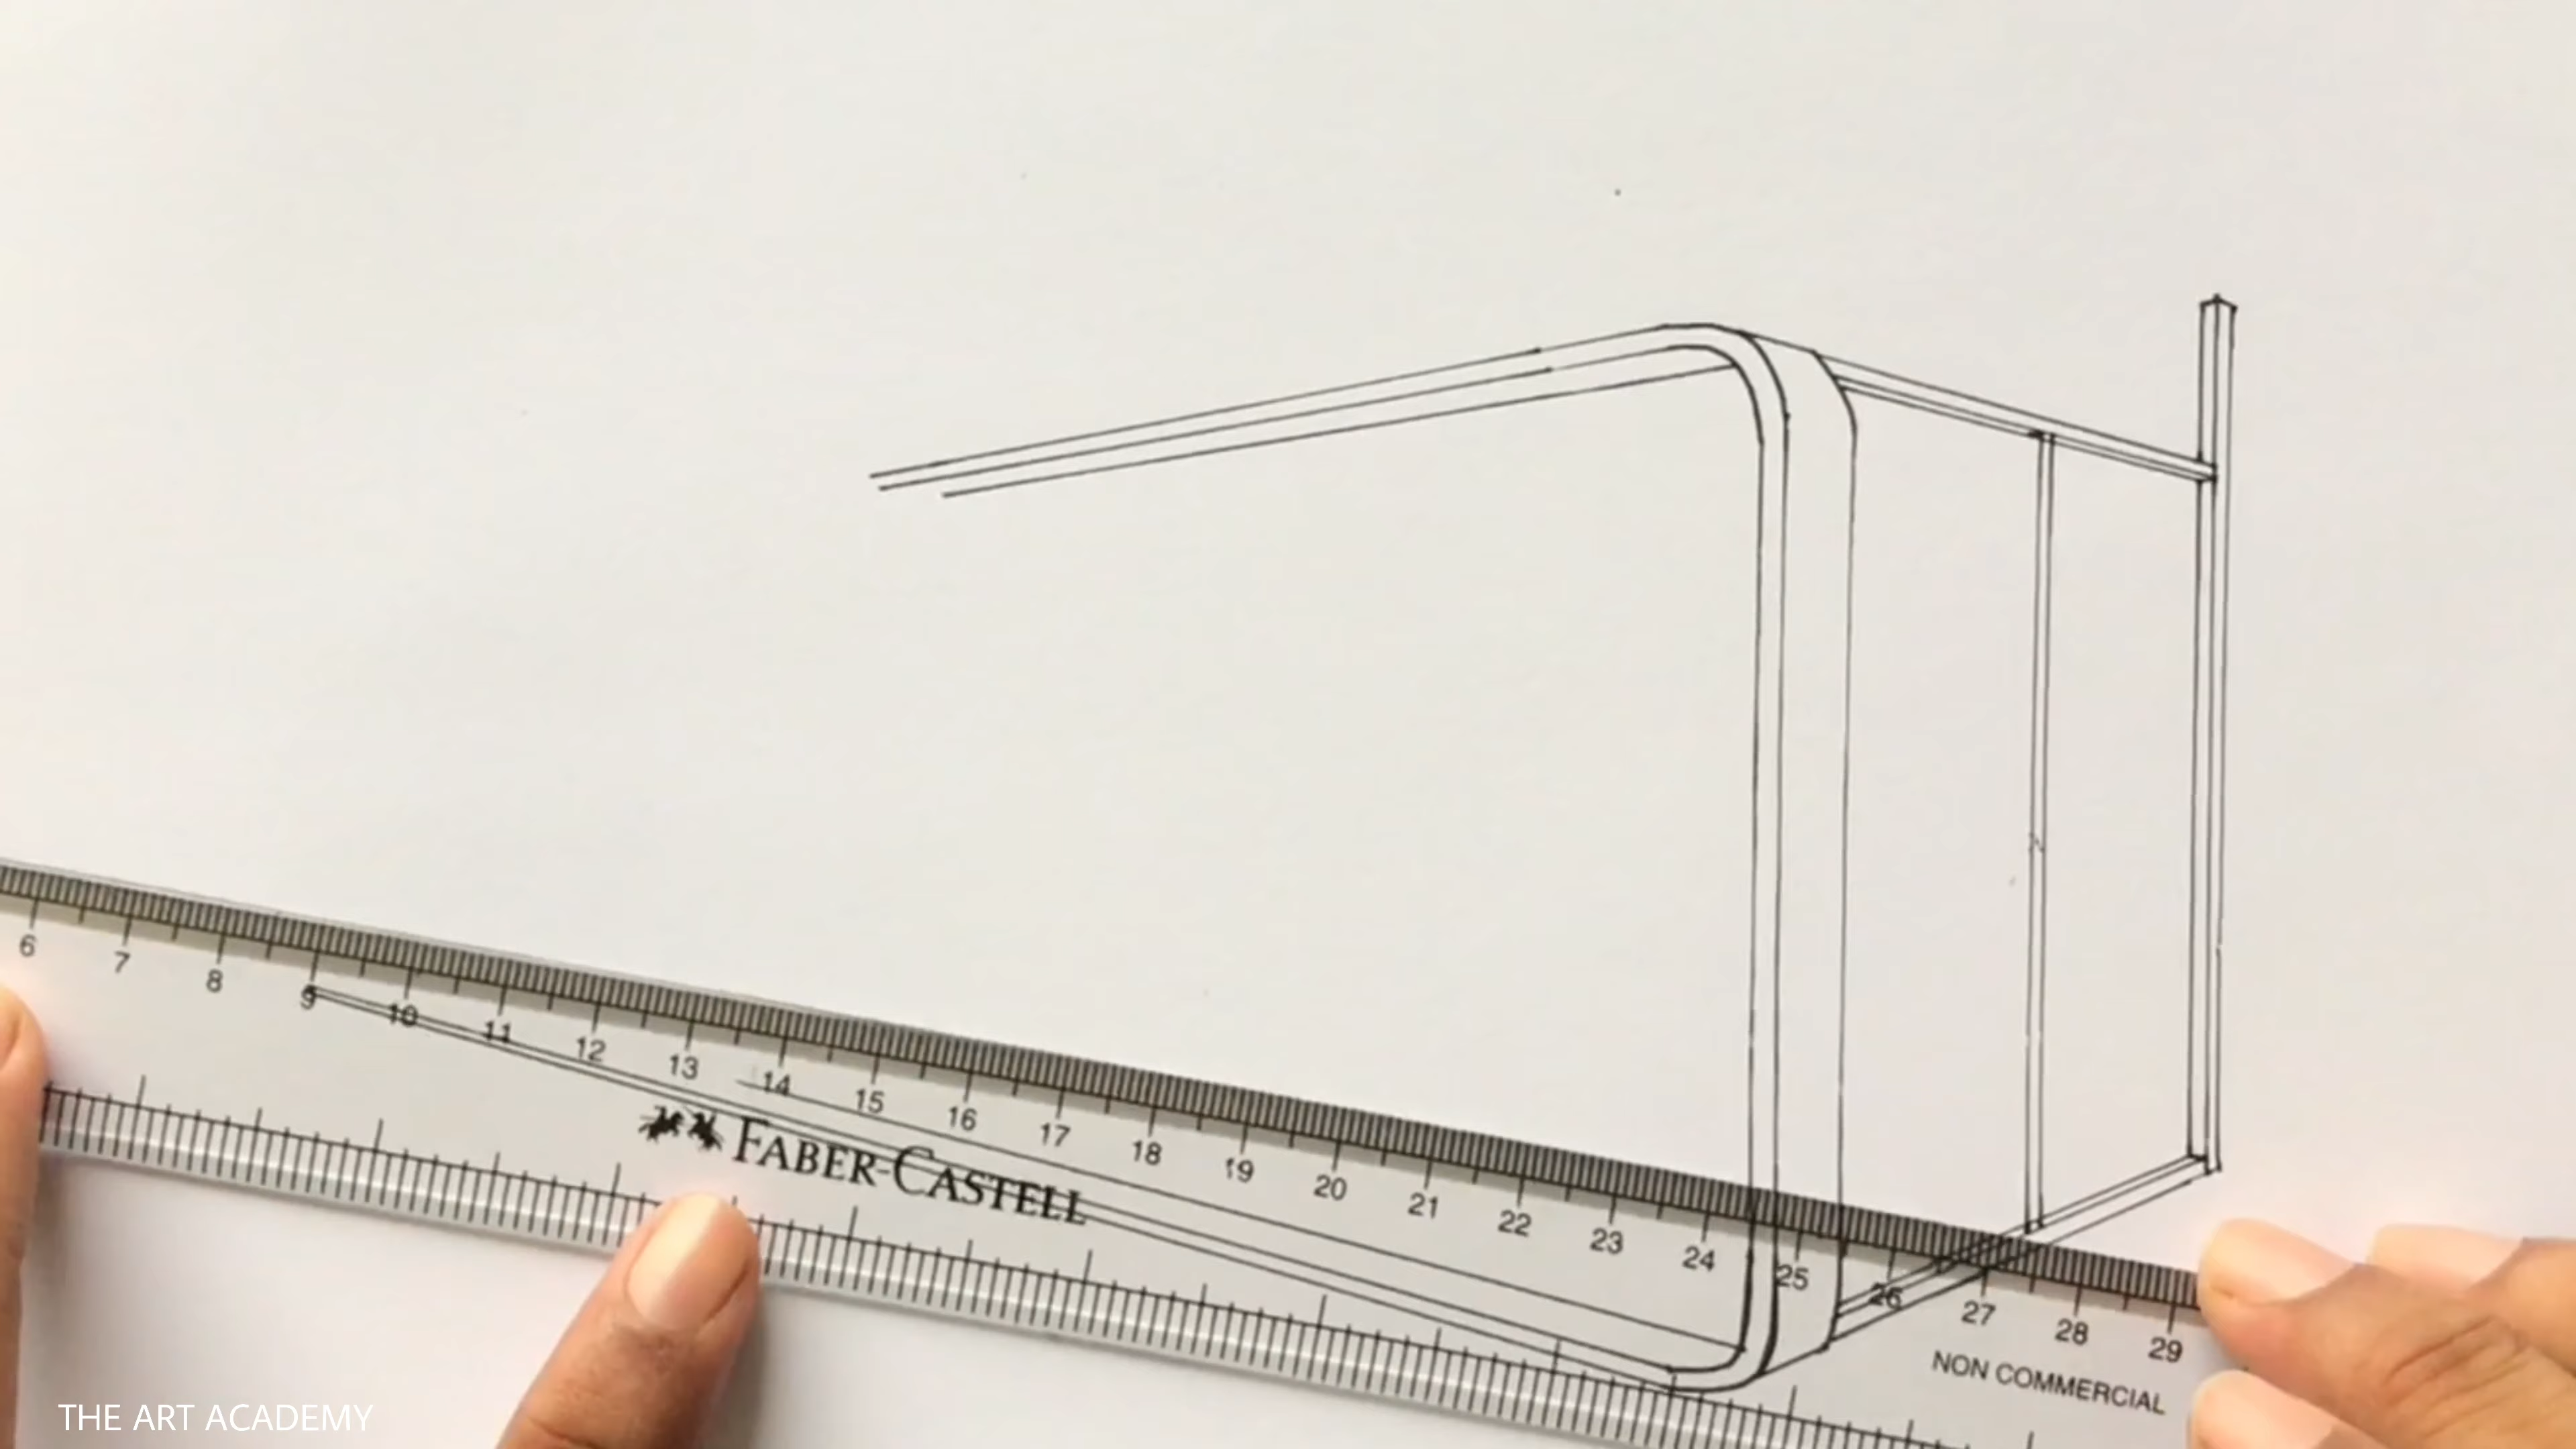 6 7 8 9 10 11 12 13 14 15 16 17 18 19 20 21 22 23 24 25 26 27 28 29
FABER-CASTELL
NON COMMERCIAL
THE ART ACADEMY